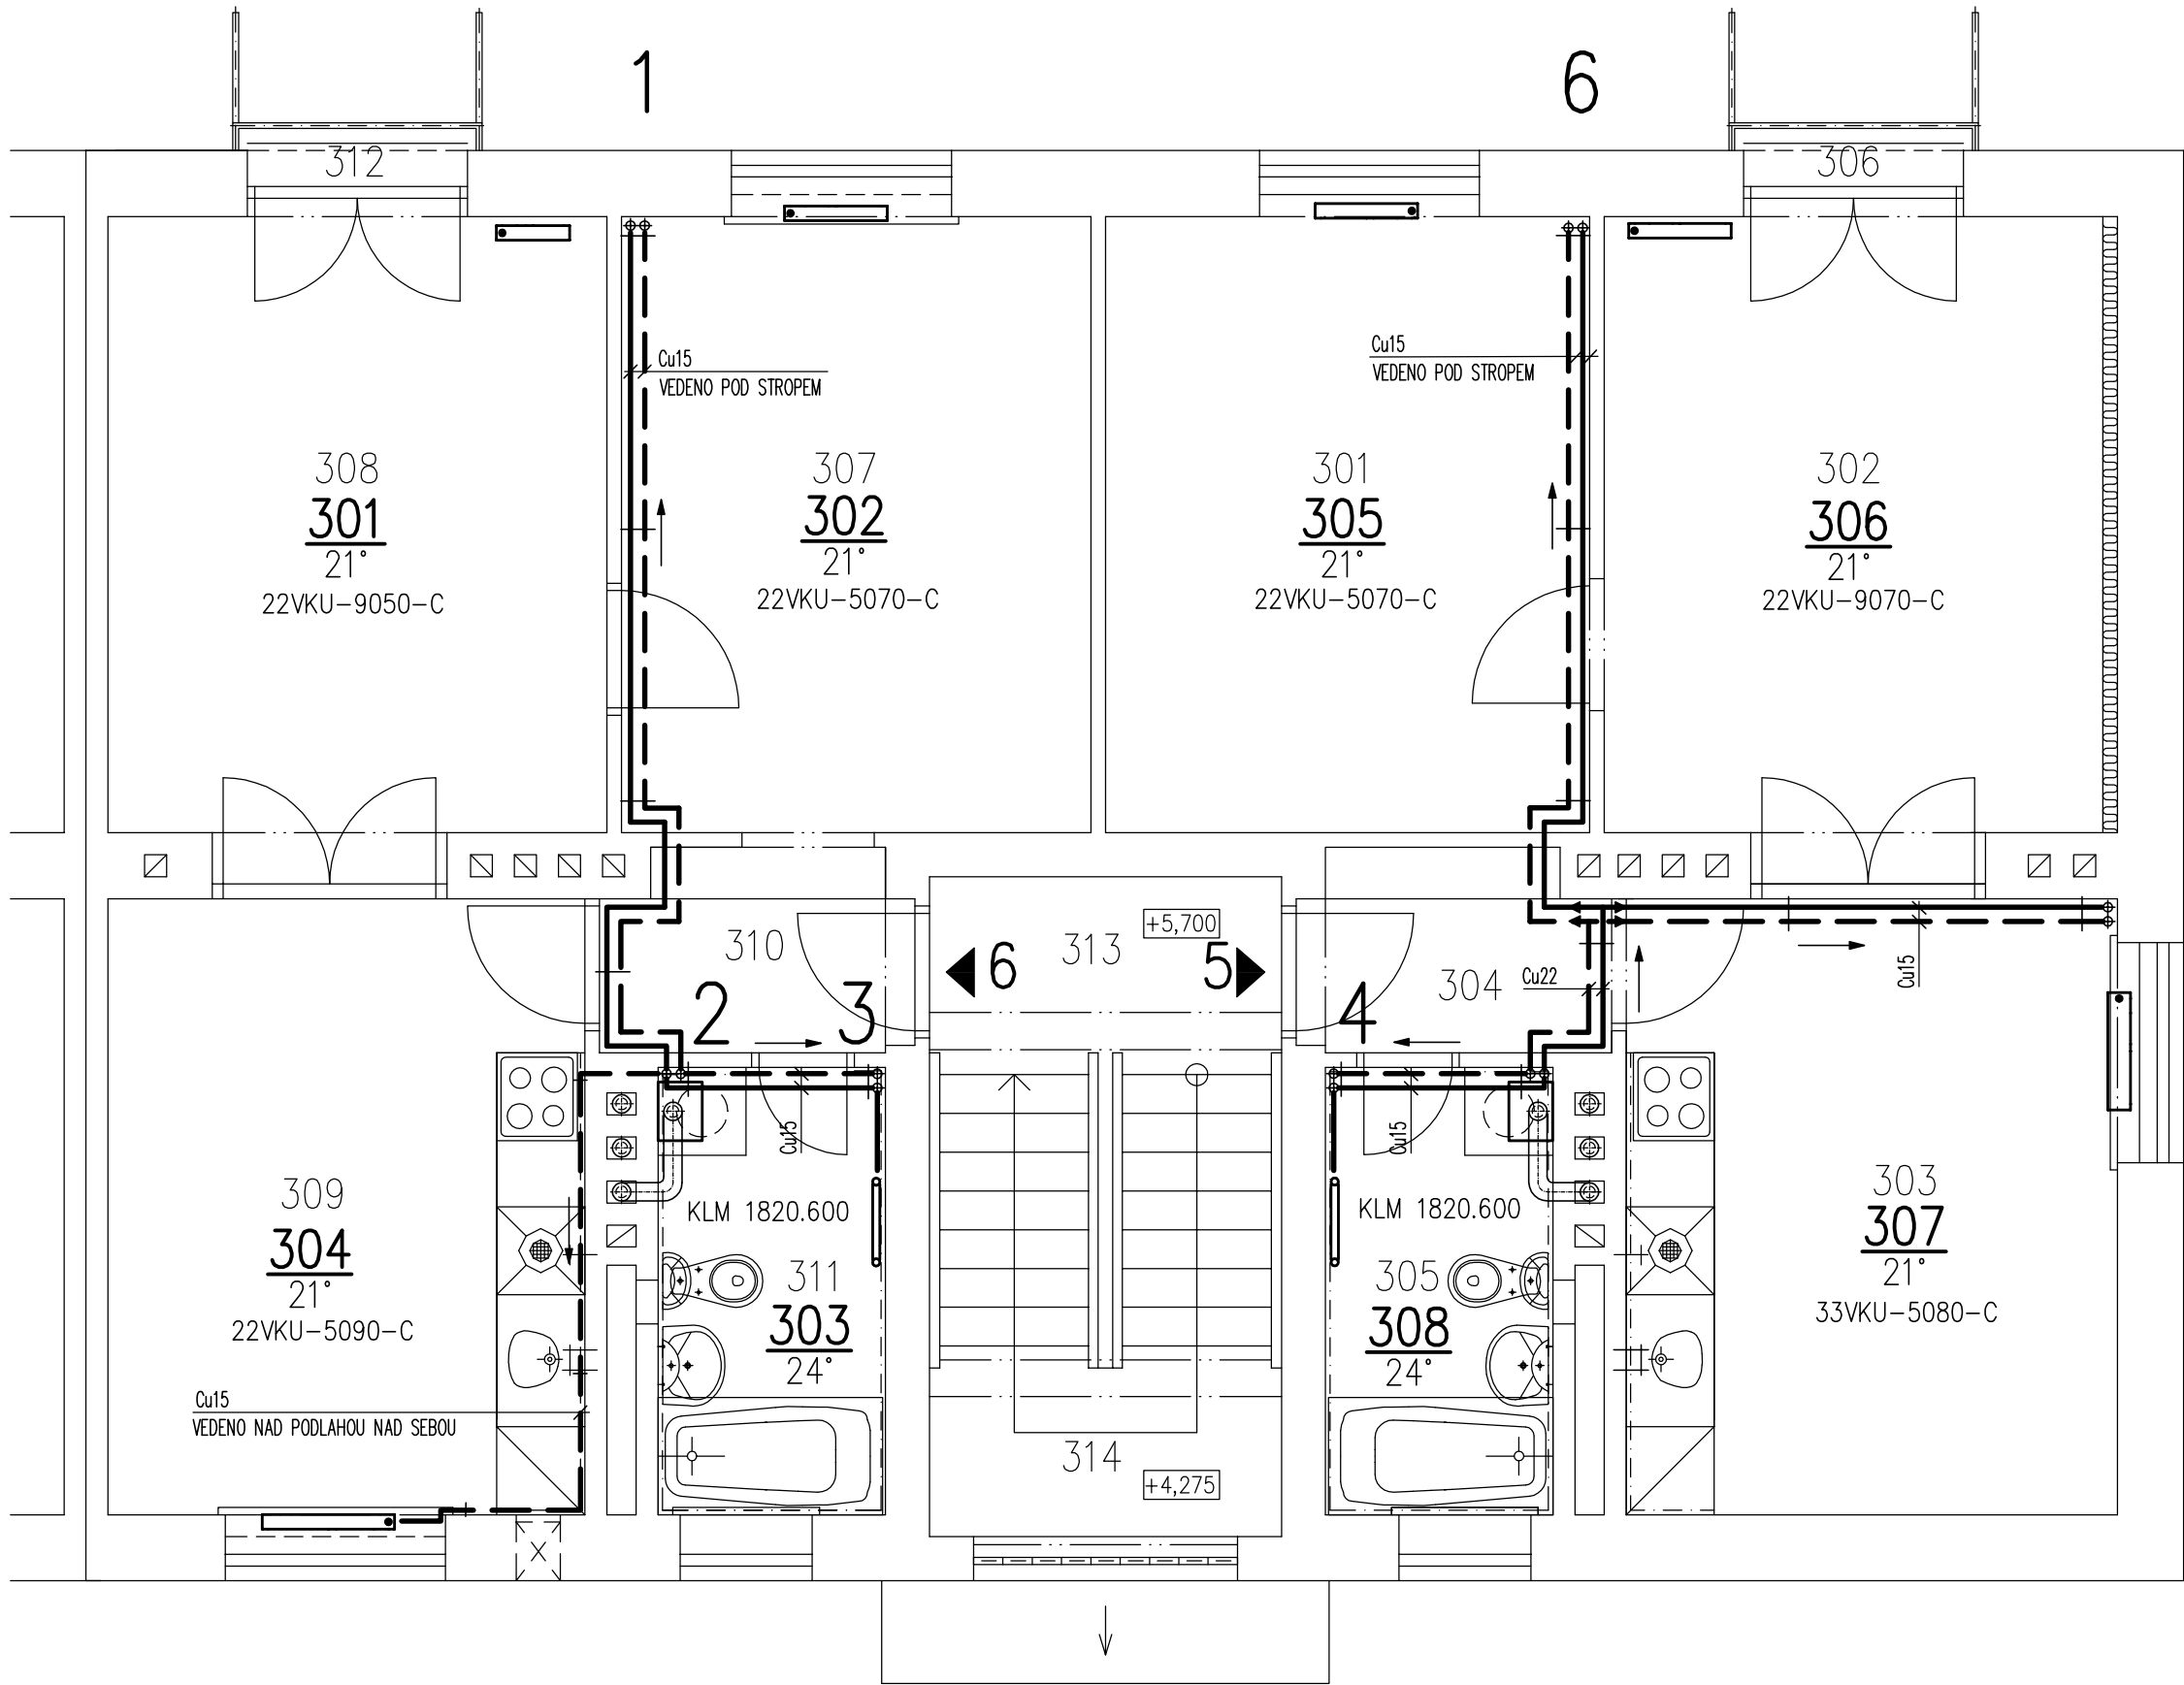 1
6
312
306
Cu15
VEDENO POD STROPEM
Cu15
VEDENO POD STROPEM
308
301
21°
22VKU-9050-C
307
302
21°
22VKU-5070-C
301
305
21°
22VKU-5070-C
302
306
21°
22VKU-9070-C
310
2
3
6
313
+5,700
5
4
304
Cu22
Cu15
Cu15
Cu15
KLM 1820.600
KLM 1820.600
309
304
21°
22VKU-5090-C
311
303
24°
305
308
24°
303
307
21°
33VKU-5080-C
Cu15
VEDENO NAD PODLAHOU NAD SEBOU
314
+4,275